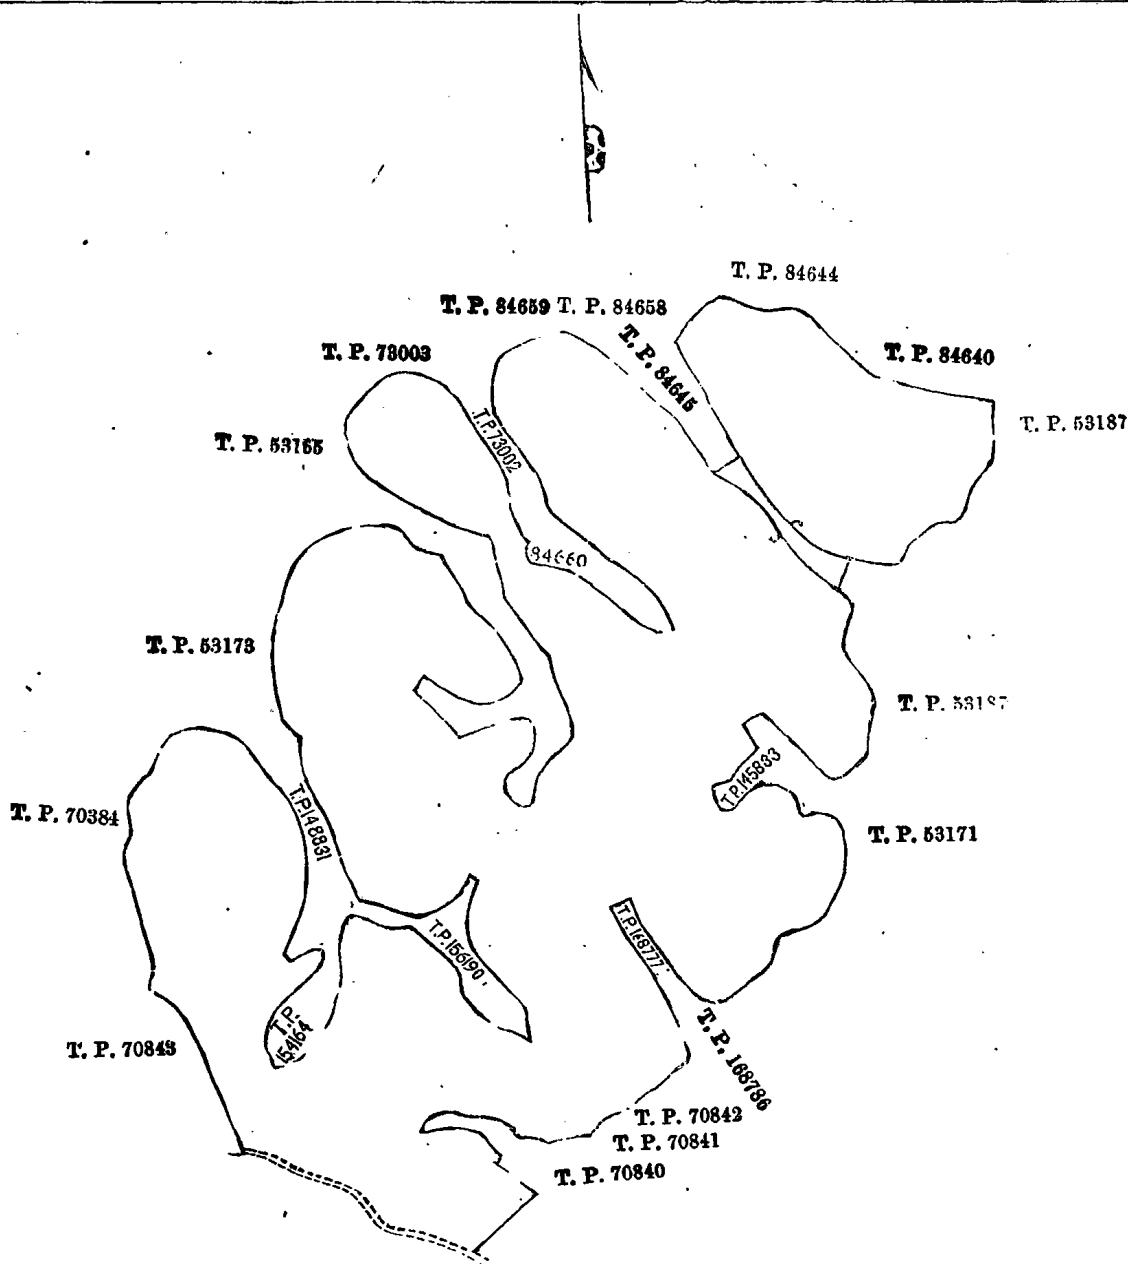 T. P. 84644
T. P. 84659 T. P. 84658
T. P. 84645
T. P. 73003
T. P. 84640
T. P. 53187
T.P.73002
T. P. 53165
84660
T. P. 53173
T. P. 53187
T.P.145833
T.P.148831
T. P. 70384
T. P. 53171
T.P.156190
T.P.168777
T.P.
154164
T. P. 70843
T. P. 168786
T. P. 70842
T. P. 70841
T. P. 70840